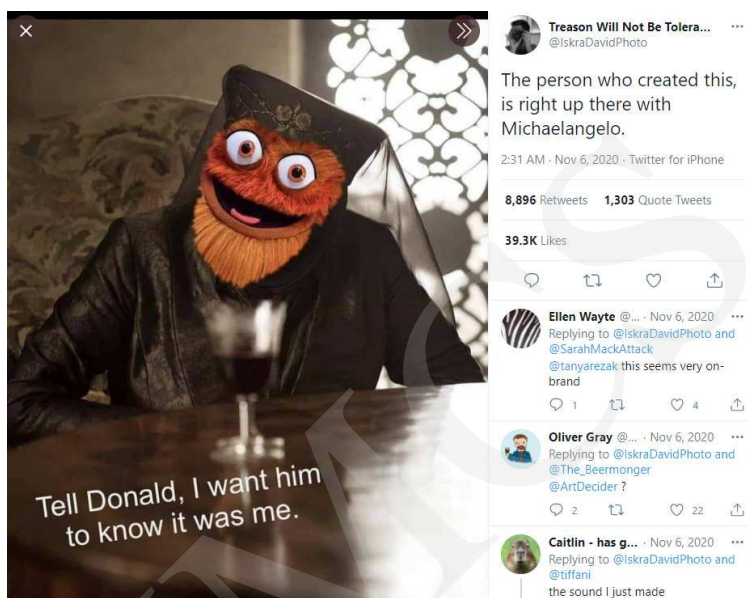 Tell Donald, I want him
to know it was me.
Treason Will Not Be Tolera...
@IskraDavidPhoto
The person who created this,
is right up there with
Michaelangelo.
2:31 AM · Nov 6, 2020 · Twitter for iPhone
8,896 Retweets 1,303 Quote Tweets
39.3K Likes
Ellen Wayte @... · Nov 6, 2020
Replying to @IskraDavidPhoto and
@SarahMackAttack
@tanyarezak this seems very on-
brand
1 4
Oliver Gray @... · Nov 6, 2020
Replying to @IskraDavidPhoto and
@The_Beermonger
@ArtDecider ?
2 22
Caitlin - has g... · Nov 6, 2020
Replying to @IskraDavidPhoto and
@tiffani
the sound I just made